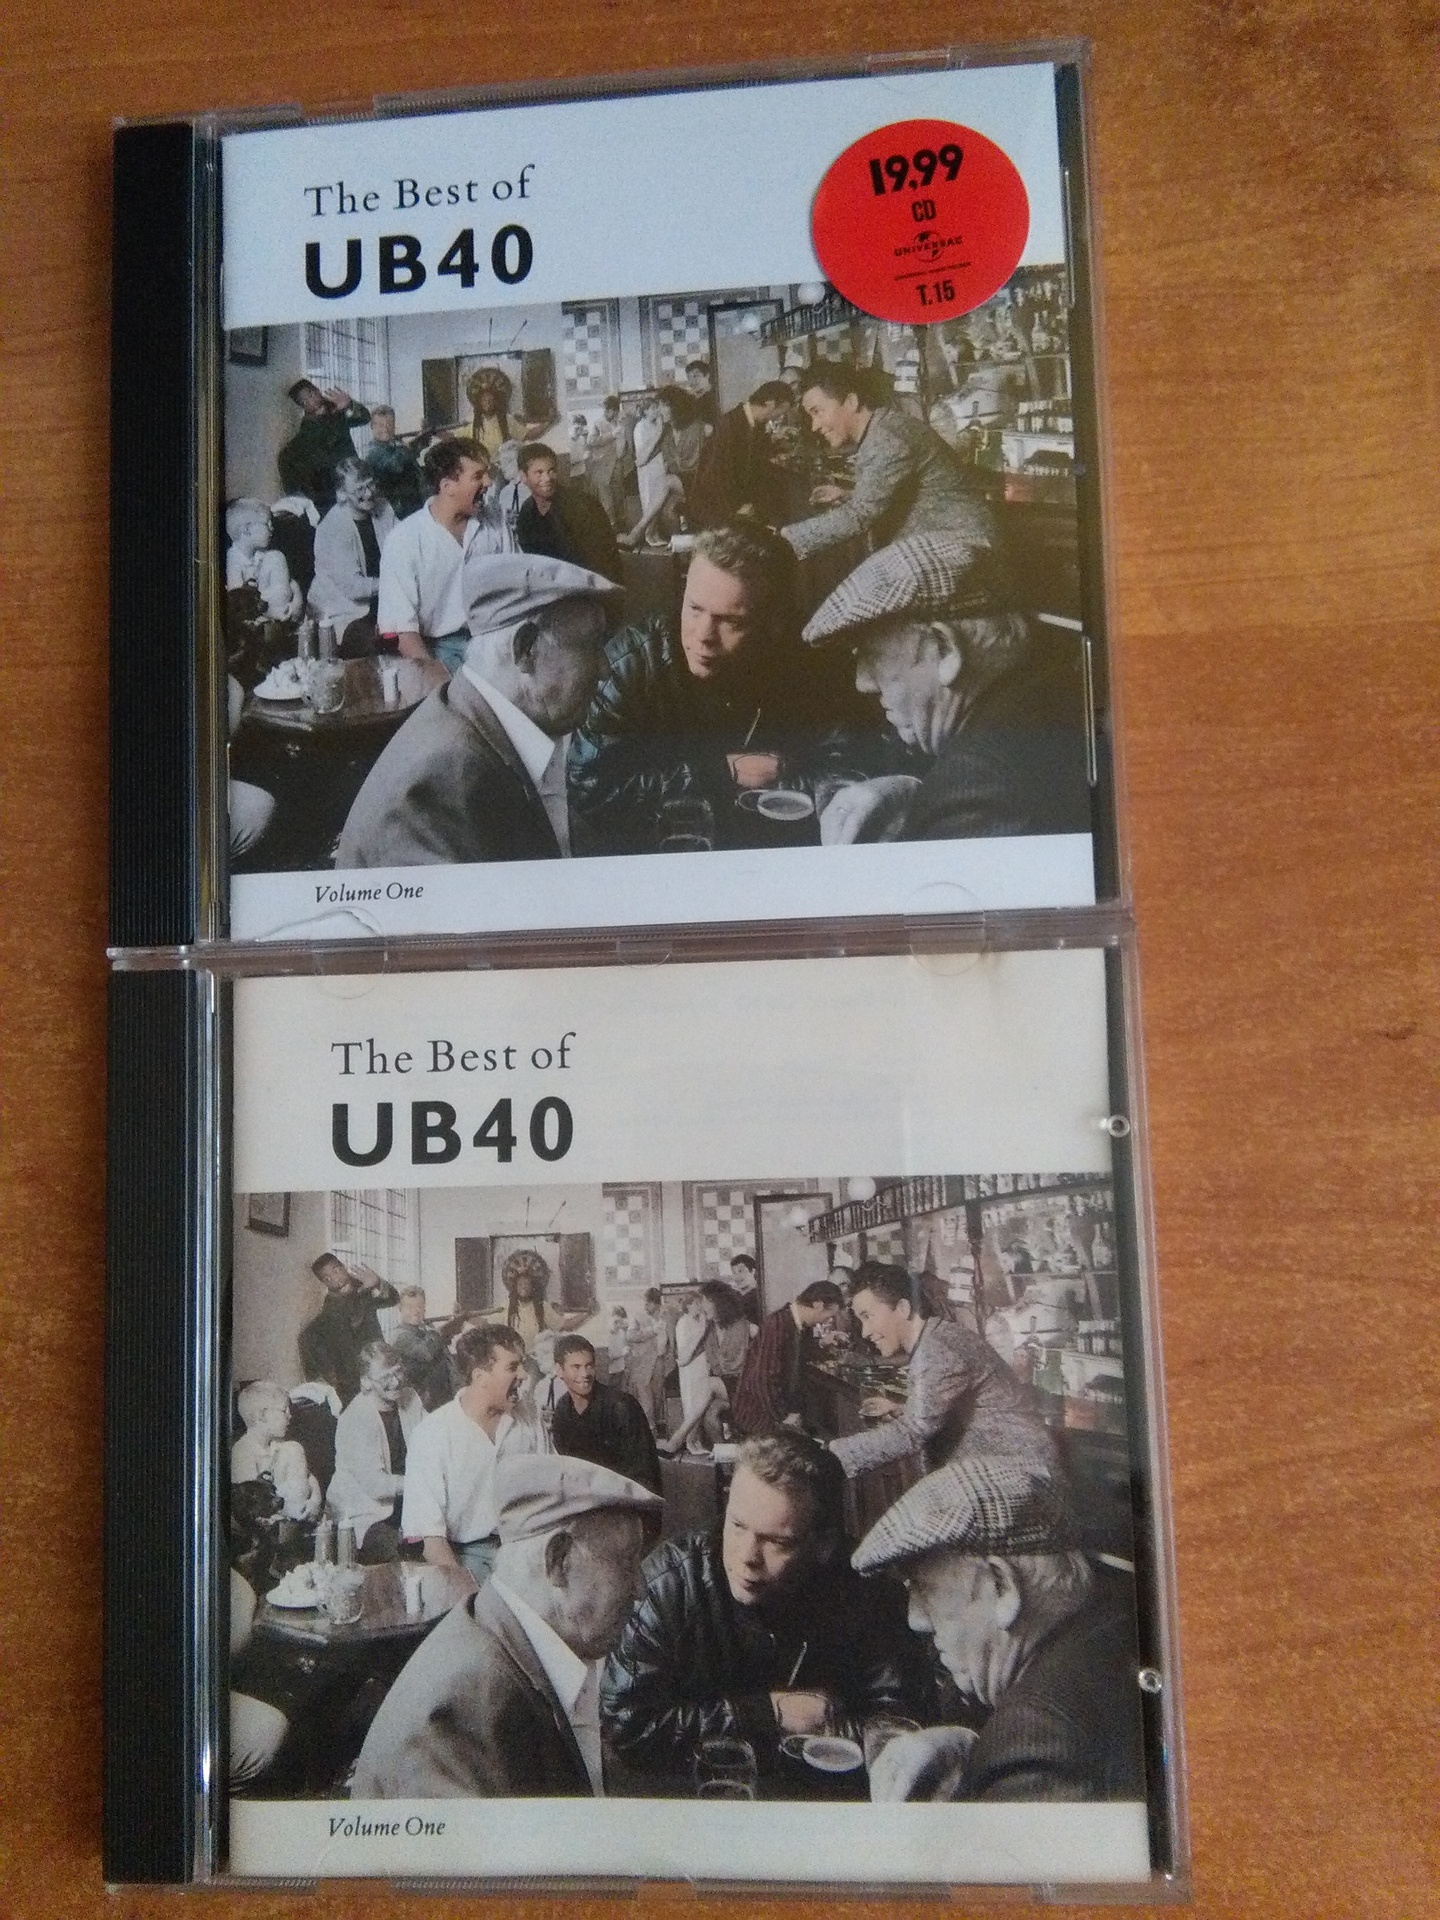 The Best of
UB40
19,99
CD
UNIVERSAL
T.15
Volume One
The Best of
UB40
Volume One